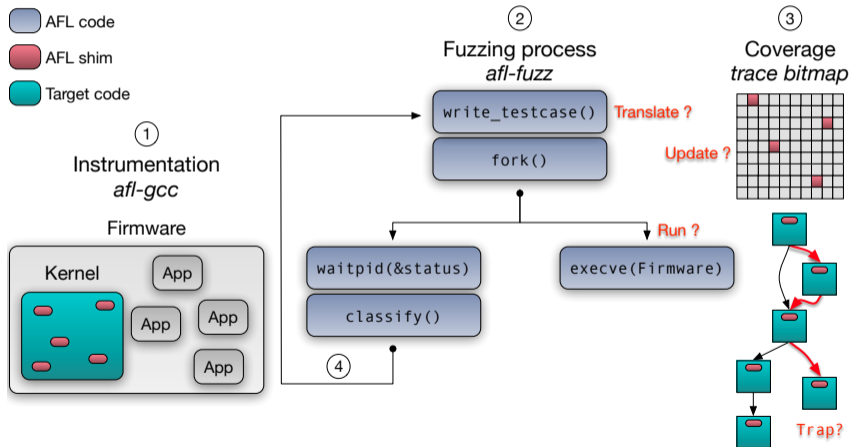 AFL code
AFL shim
Target code
1
Instrumentation
afl-gcc
Firmware
Kernel
App
App
App
App
2
Fuzzing process
afl-fuzz
write_testcase()
Translate ?
fork()
Run ?
waitpid(&status)
classify()
execve(Firmware)
4
3
Coverage
trace bitmap
Update ?
Trap?